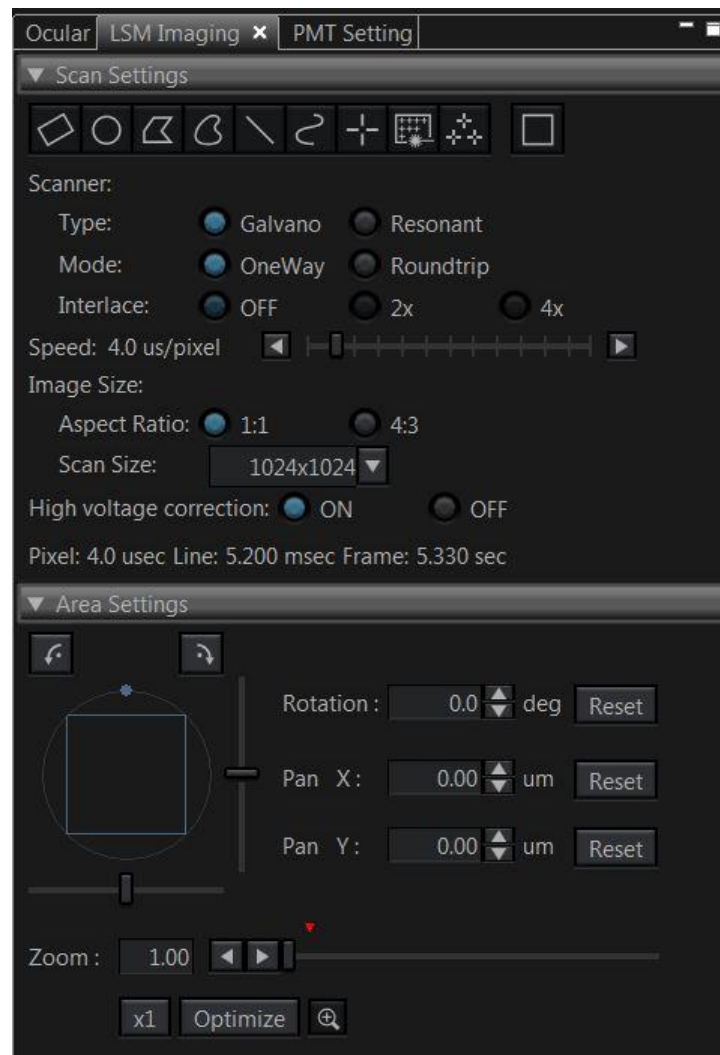 Ocular LSM Imaging × PMT Setting
Scan Settings
Scanner:
Type: Galvano Resonant
Mode: OneWay Roundtrip
Interlace: OFF 2x 4x
Speed: 4.0 us/pixel
Image Size:
Aspect Ratio: 1:1 4:3
Scan Size: 1024x1024
High voltage correction: ON OFF
Pixel: 4.0 usec Line: 5.200 msec Frame: 5.330 sec
Area Settings
Rotation : 0.0 deg Reset
Pan X : 0.00 um Reset
Pan Y : 0.00 um Reset
Zoom : 1.00
x1 Optimize